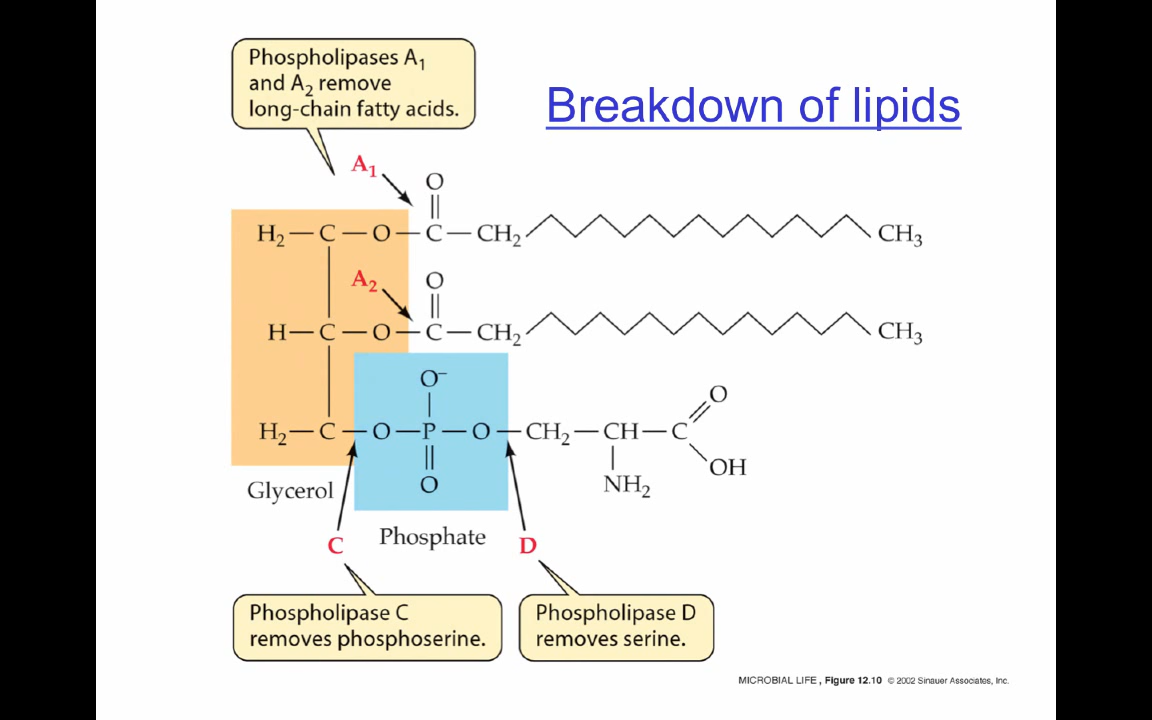 Phospholipases A₁
and A₂ remove
long-chain fatty acids.
Breakdown of lipids
A₁
O
H₂—C—O—C—CH₂ CH₃
A₂
O
H—C—O—C—CH₂ CH₃
O⁻
O
H₂—C—O—P—O—CH₂—CH—C
OH
O
NH₂
Glycerol
Phosphate
C
D
Phospholipase C
removes phosphoserine.
Phospholipase D
removes serine.
MICROBIAL LIFE, Figure 12.10 © 2002 Sinauer Associates, Inc.